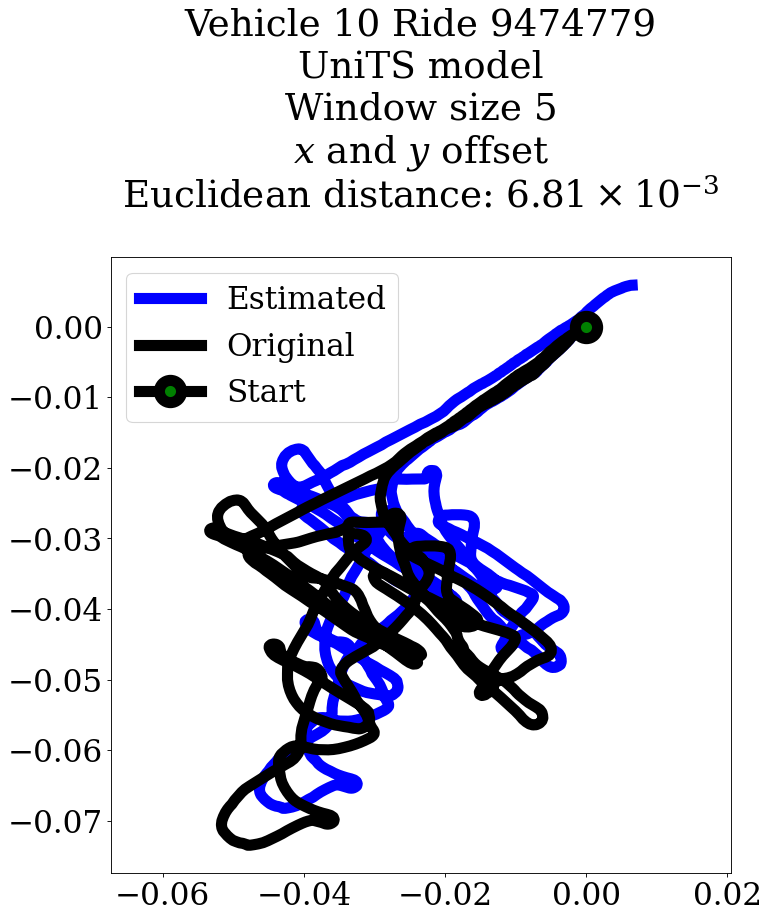 Vehicle 10 Ride 9474779
UniTS model
Window size 5
x and y offset
Euclidean distance: 6.81 × 10⁻³
Estimated
Original
Start
0.00
−0.01
−0.02
−0.03
−0.04
−0.05
−0.06
−0.07
−0.06 −0.04 −0.02 0.00 0.02